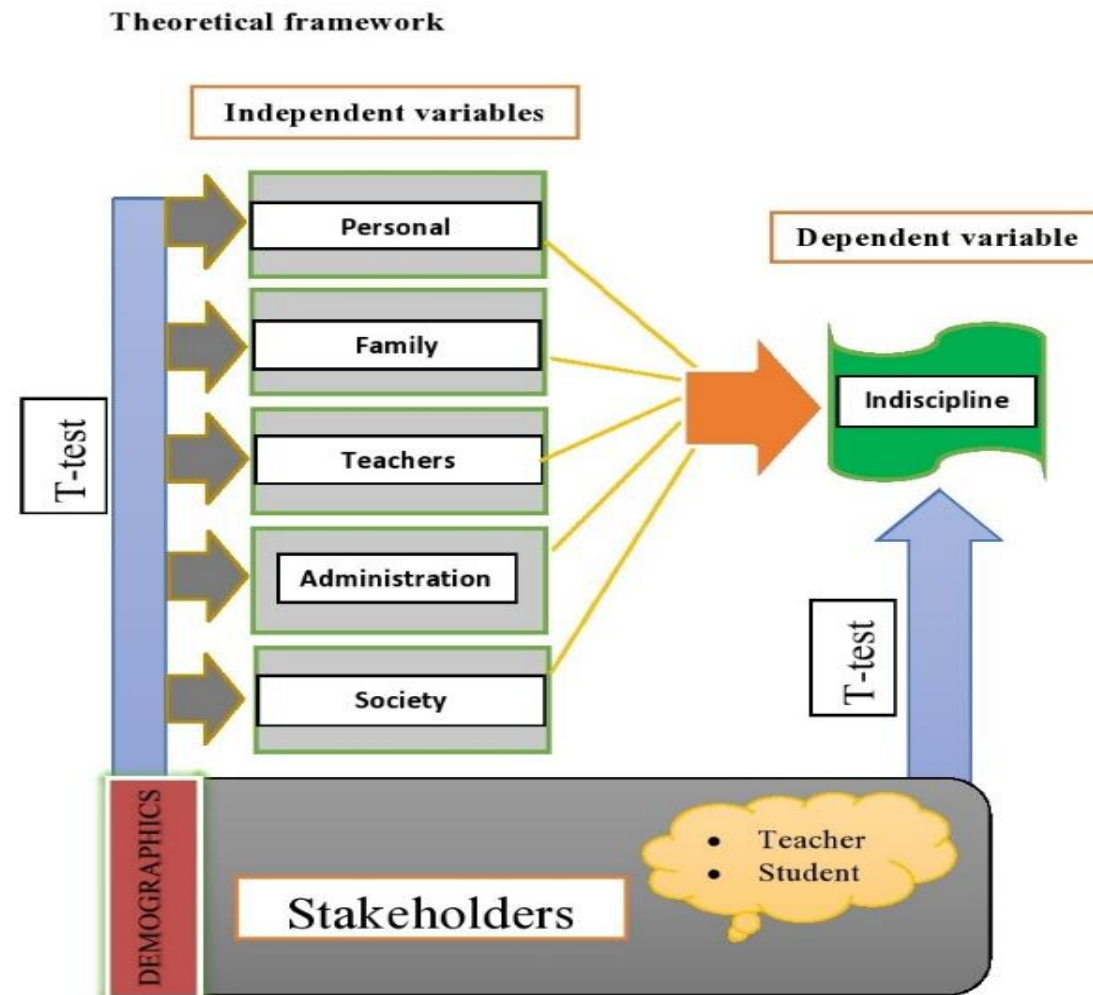 Theoretical framework
Independent variables
Dependent variable
Personal
Family
Teachers
Administration
Society
Indiscipline
T-test
T-test
DEMOGRAPHICS
Stakeholders
• Teacher
• Student